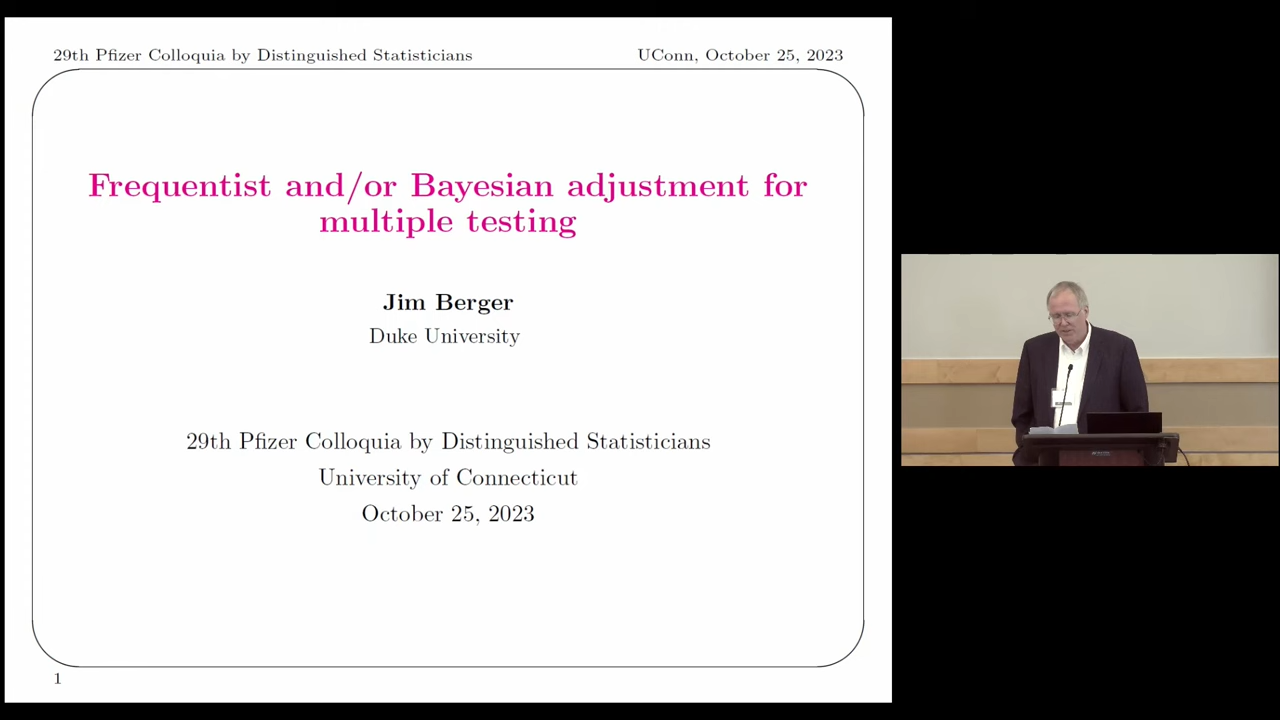 29th Pfizer Colloquia by Distinguished Statisticians
UConn, October 25, 2023
Frequentist and/or Bayesian adjustment for
multiple testing
Jim Berger
Duke University
29th Pfizer Colloquia by Distinguished Statisticians
University of Connecticut
October 25, 2023
1